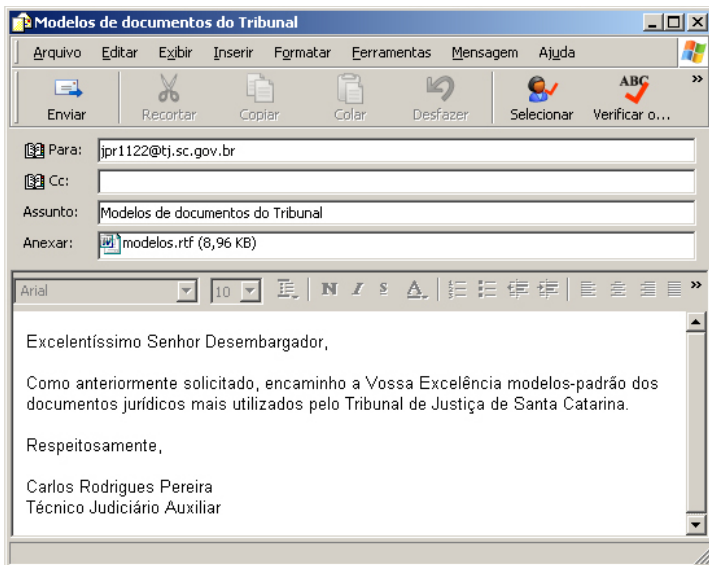 Modelos de documentos do Tribunal
Arquivo Editar Exibir Inserir Formatar Ferramentas Mensagem Ajuda
Enviar Recortar Copiar Colar Desfazer Selecionar ABC Verificar o... »
Para: jpr1122@tj.sc.gov.br
Cc:
Assunto: Modelos de documentos do Tribunal
Anexar: modelos.rtf (8,96 KB)
Arial 10 N I S A »
Excelentíssimo Senhor Desembargador,
Como anteriormente solicitado, encaminho a Vossa Excelência modelos-padrão dos
documentos jurídicos mais utilizados pelo Tribunal de Justiça de Santa Catarina.
Respeitosamente,
Carlos Rodrigues Pereira
Técnico Judiciário Auxiliar